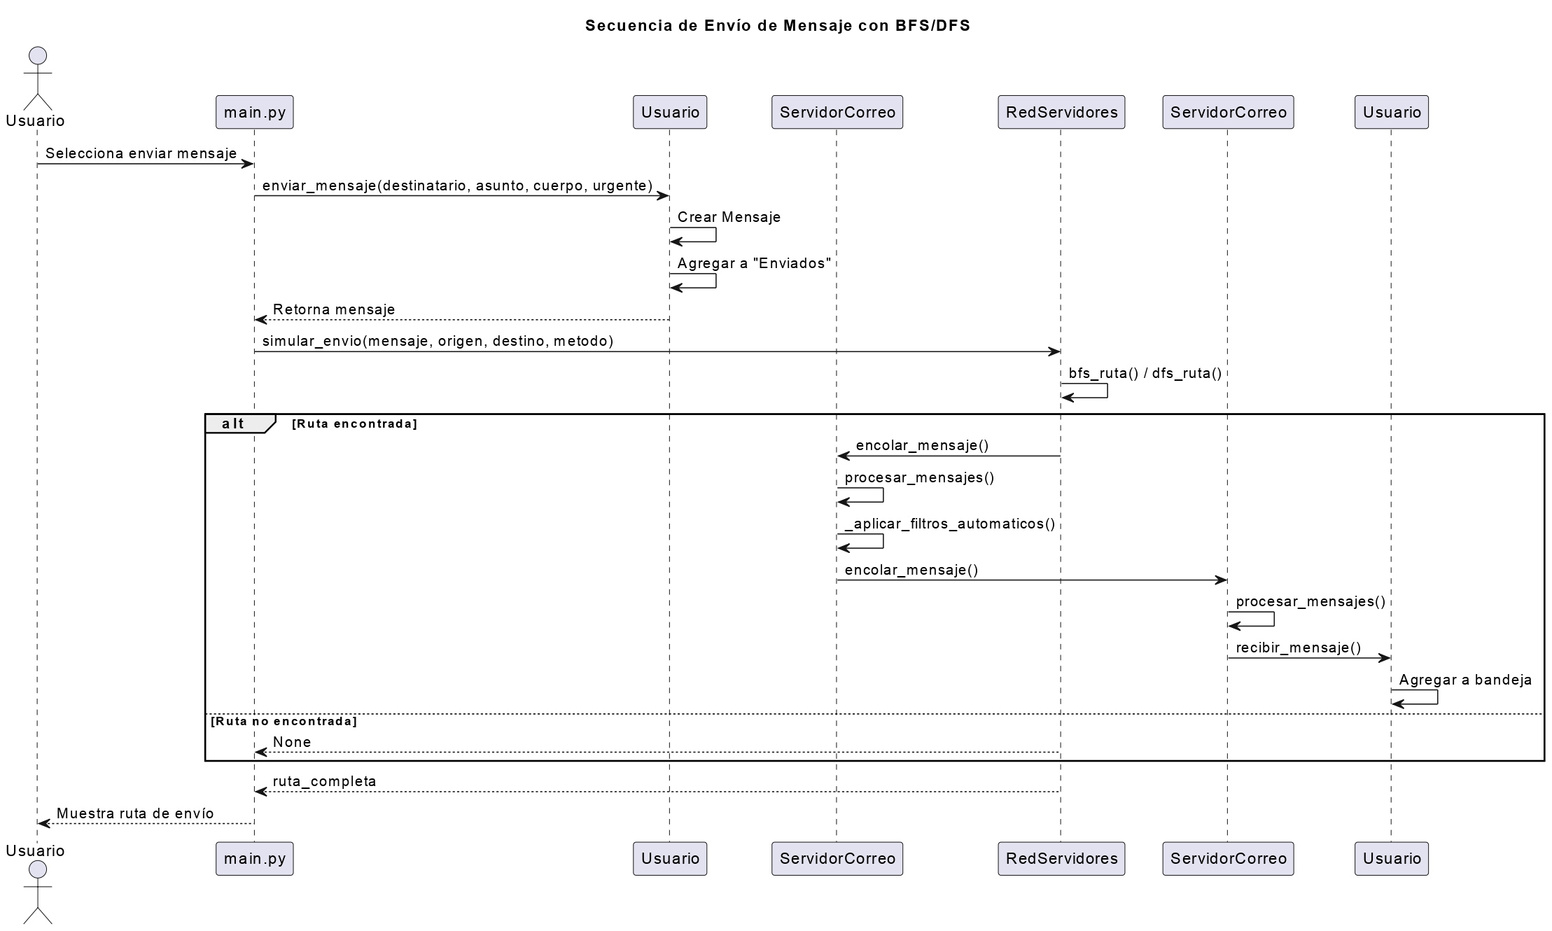 Secuencia de Envío de Mensaje con BFS/DFS
Usuario
main.py
Usuario
ServidorCorreo
RedServidores
ServidorCorreo
Usuario
Selecciona enviar mensaje
enviar_mensaje(destinatario, asunto, cuerpo, urgente)
Crear Mensaje
Agregar a "Enviados"
Retorna mensaje
simular_envio(mensaje, origen, destino, metodo)
bfs_ruta() / dfs_ruta()
alt
[Ruta encontrada]
encolar_mensaje()
procesar_mensajes()
_aplicar_filtros_automaticos()
encolar_mensaje()
procesar_mensajes()
recibir_mensaje()
Agregar a bandeja
[Ruta no encontrada]
None
ruta_completa
Muestra ruta de envío
Usuario
main.py
Usuario
ServidorCorreo
RedServidores
ServidorCorreo
Usuario